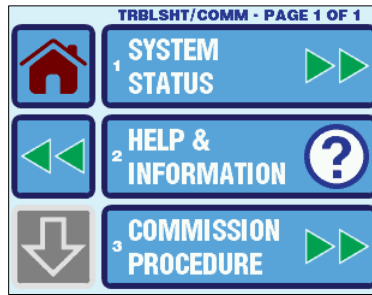 TRBLSHT/COMM - PAGE 1 OF 1
1 SYSTEM
STATUS
2 HELP &
INFORMATION
?
3 COMMISSION
PROCEDURE